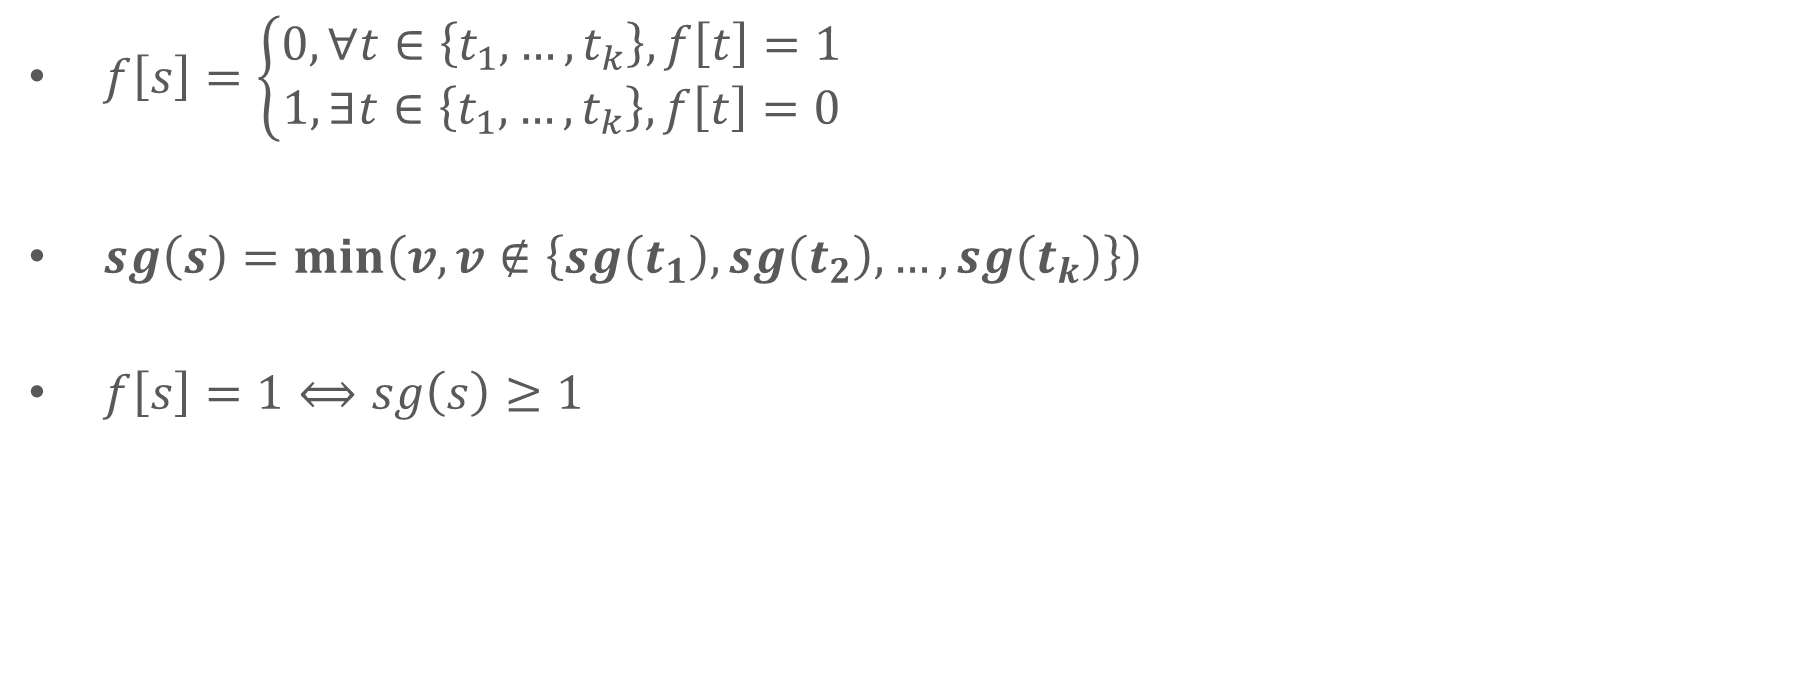 • f[s] = {0, ∀t ∈ {t₁, … , tₖ}, f[t] = 1
1, ∃t ∈ {t₁, … , tₖ}, f[t] = 0
• sg(s) = min(v, v ∉ {sg(t₁), sg(t₂), … , sg(tₖ)})
• f[s] = 1 ⟺ sg(s) ≥ 1